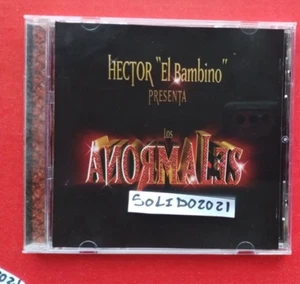 HECTOR "El Bambino"
PRESENTA
LOS
ANORMALES
SOLIDO2021